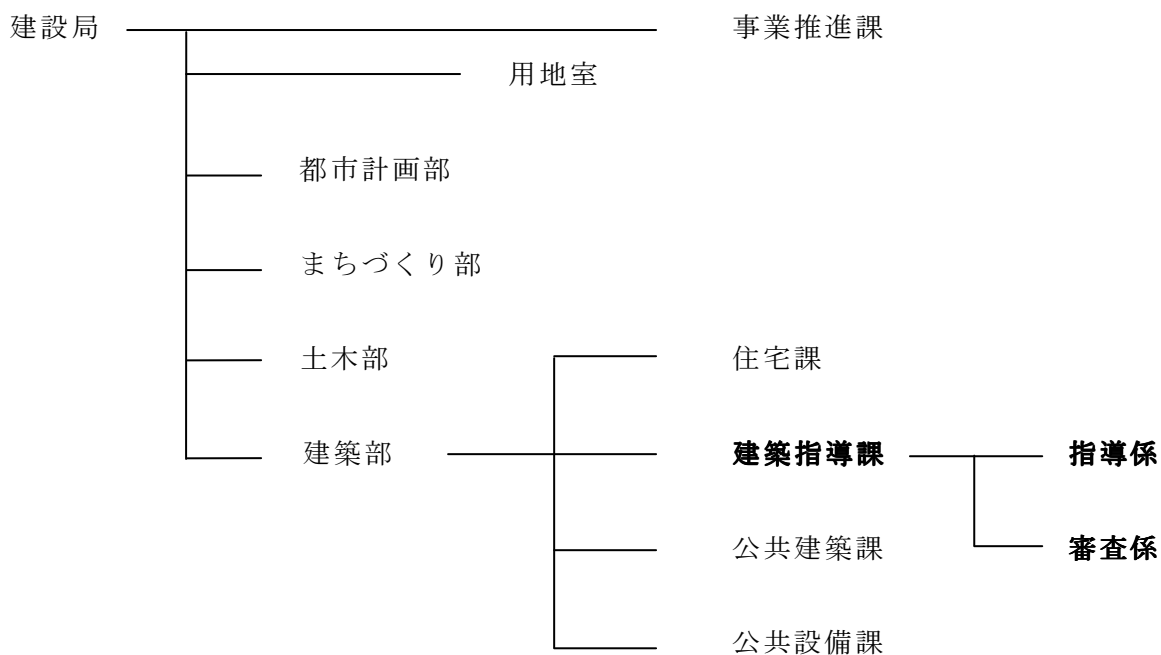 建設局 事業推進課
用地室
都市計画部
まちづくり部
土木部 住宅課
建築部 建築指導課 指導係
公共建築課 審査係
公共設備課